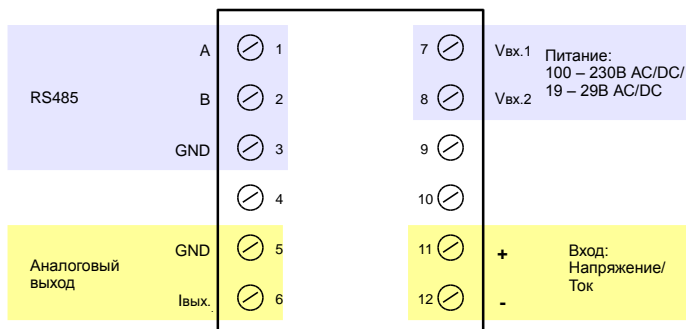 A 1 7 Vвх.1 Питание:
100 – 230В AC/DC/
RS485 B 2 8 Vвх.2 19 – 29В AC/DC
GND 3 9
4 10
GND 5 11 + Вход:
Аналоговый Напряжение/
выход Ток
Iвых. 6 12 -